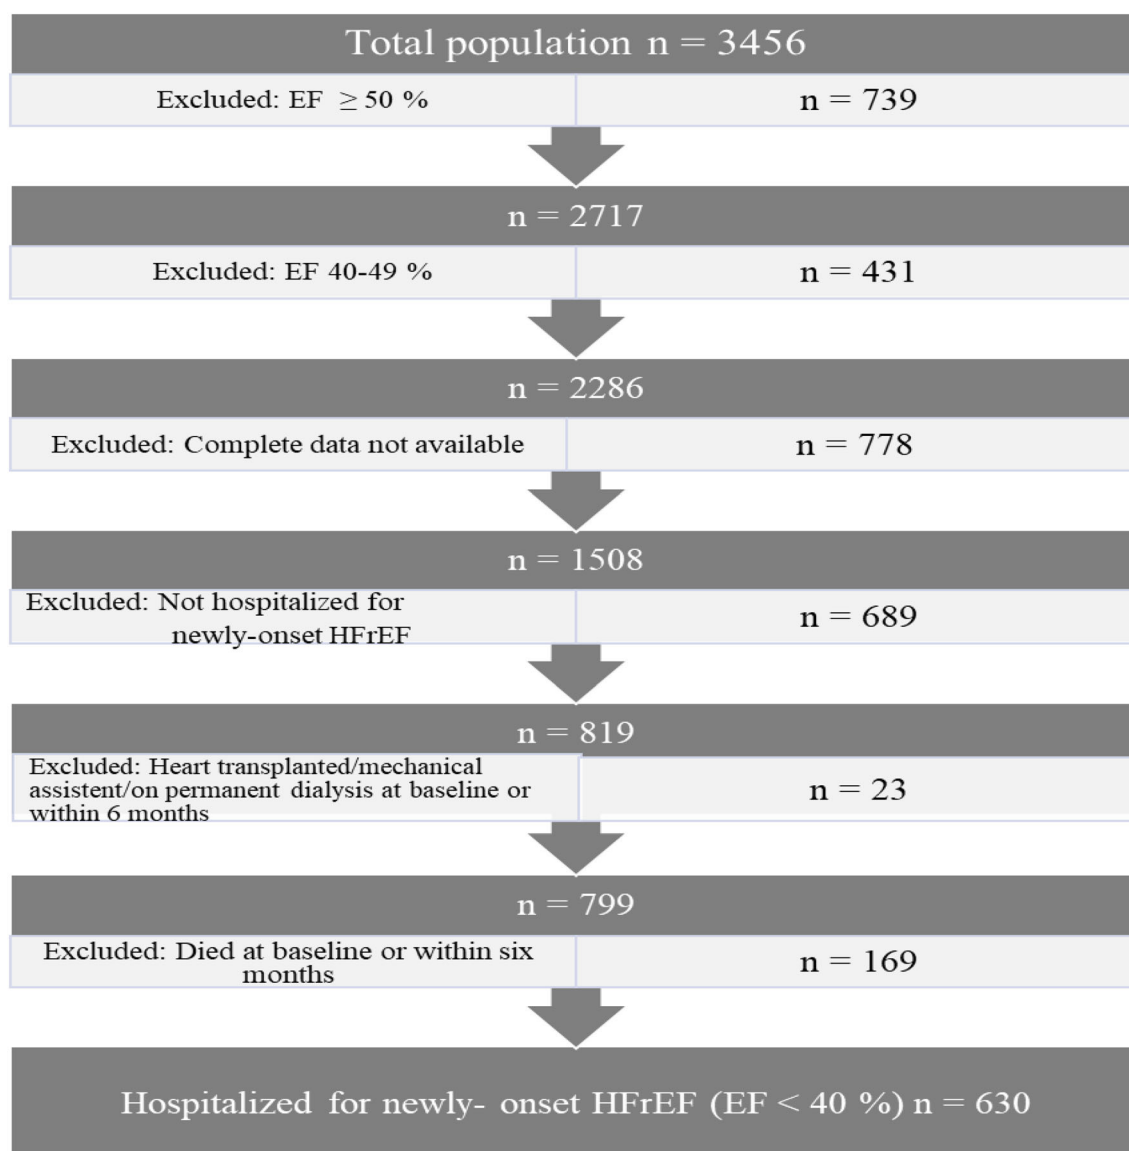 Total population n = 3456
Excluded: EF ≥ 50 %
n = 739
n = 2717
Excluded: EF 40-49 %
n = 431
n = 2286
Excluded: Complete data not available
n = 778
n = 1508
Excluded: Not hospitalized for
newly-onset HFrEF
n = 689
n = 819
Excluded: Heart transplanted/mechanical
assistent/on permanent dialysis at baseline or
within 6 months
n = 23
n = 799
Excluded: Died at baseline or within six
months
n = 169
Hospitalized for newly- onset HFrEF (EF < 40 %) n = 630